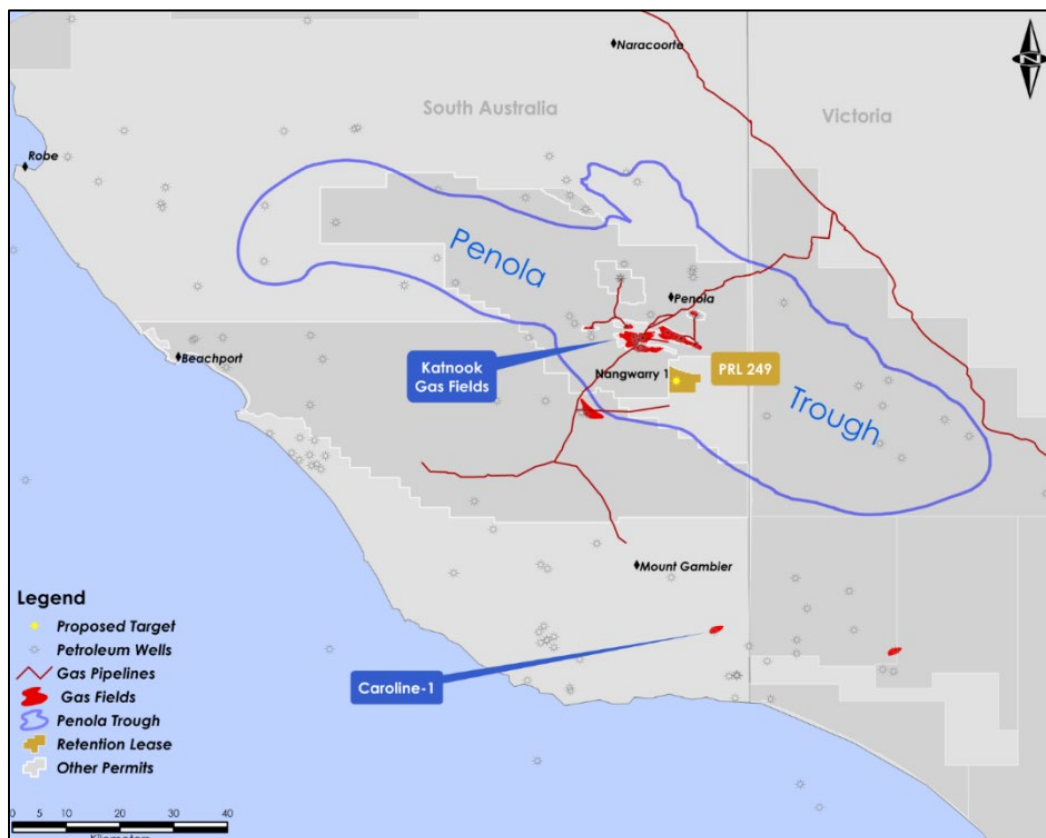 Naracoorte
South Australia
Victoria
Robe
Penola
Penola
Beachport
Katnook
Gas Fields
Nangwarry 1
PRL 249
Trough
N
Mount Gambier
Caroline-1
Legend
Proposed Target
Petroleum Wells
Gas Pipelines
Gas Fields
Penola Trough
Retention Lease
Other Permits
0 5 10 20 30 40
Kilometers